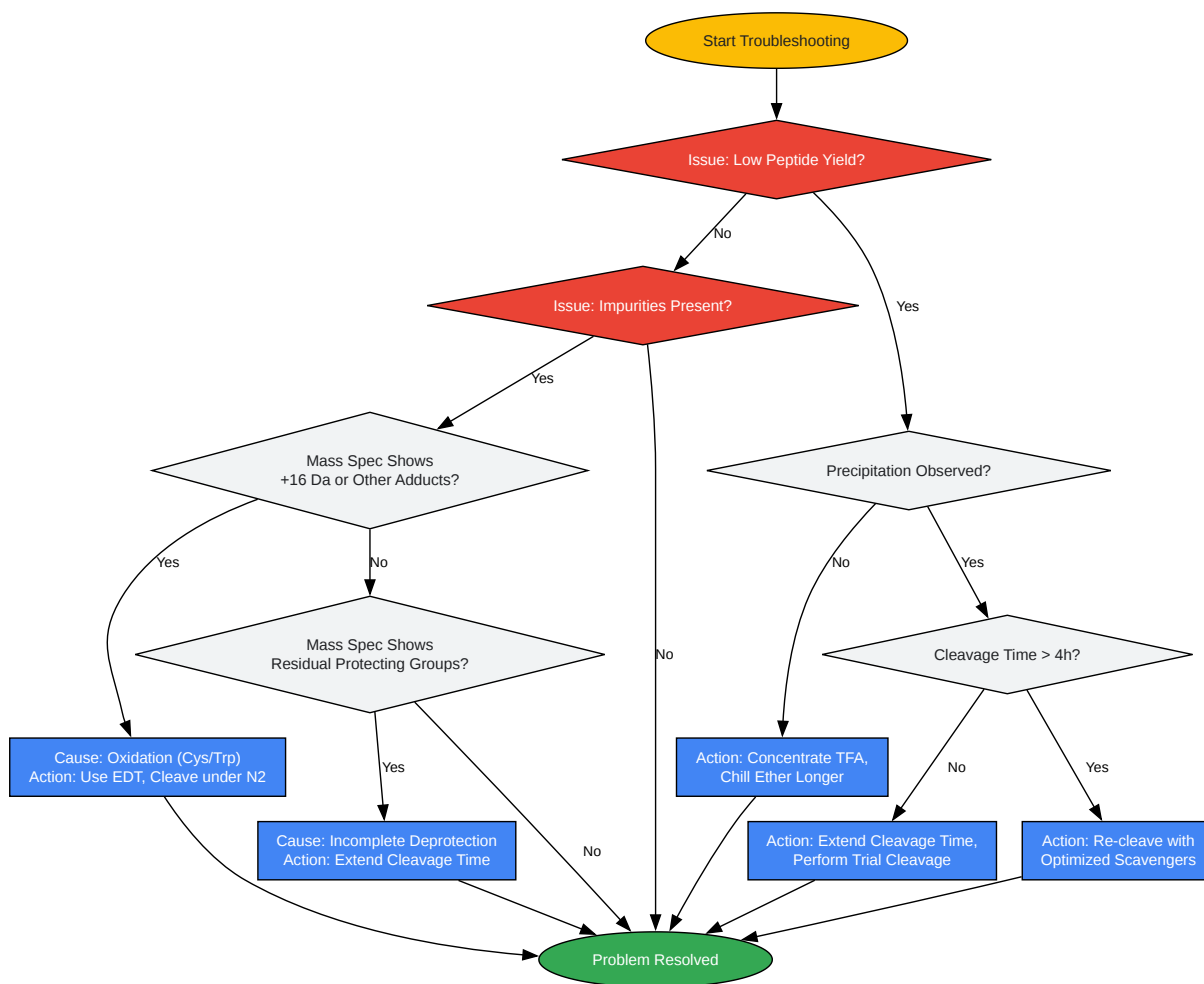 Start Troubleshooting
Issue: Low Peptide Yield?
No
Issue: Impurities Present?
Yes
Yes
Mass Spec Shows
+16 Da or Other Adducts?
Precipitation Observed?
Yes
No
No
Yes
Mass Spec Shows
Residual Protecting Groups?
No
Cleavage Time > 4h?
Cause: Oxidation (Cys/Trp)
Action: Use EDT, Cleave under N2
Yes
Action: Concentrate TFA,
Chill Ether Longer
No
Yes
Cause: Incomplete Deprotection
Action: Extend Cleavage Time
No
Action: Extend Cleavage Time,
Perform Trial Cleavage
Action: Re-cleave with
Optimized Scavengers
Problem Resolved